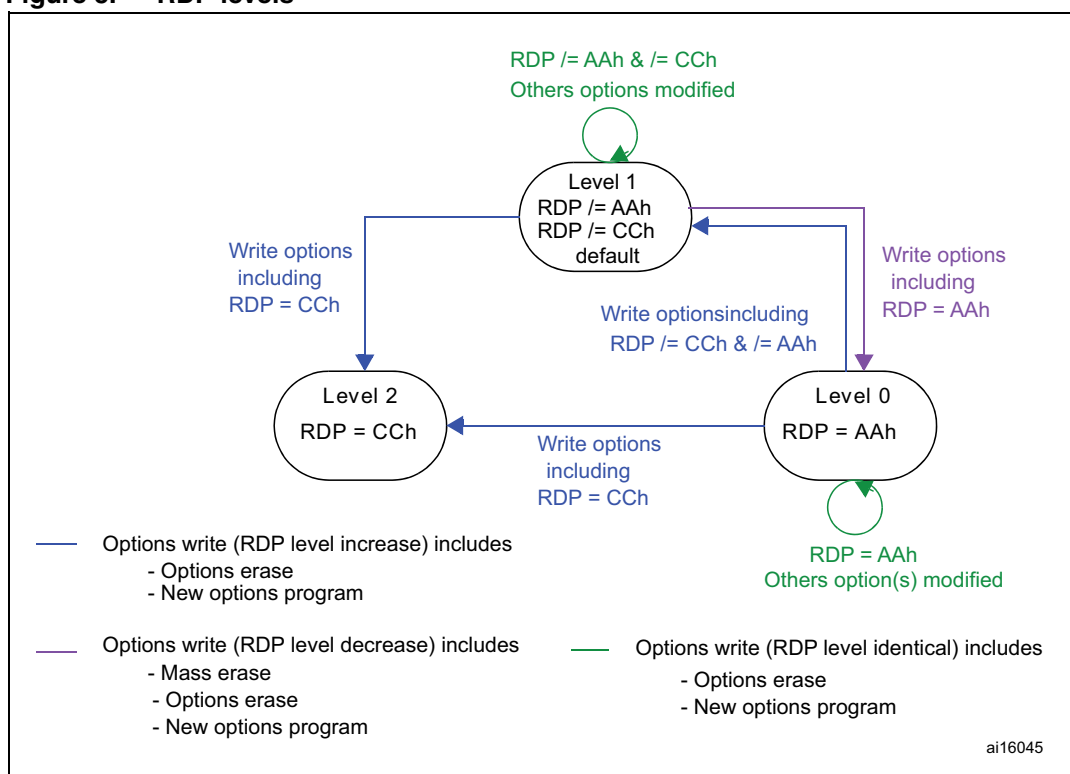 RDP /= AAh & /= CCh
Others options modified
Level 1
RDP /= AAh
RDP /= CCh
default
Write options
including
RDP = CCh
Write options
including
RDP = AAh
Write optionsincluding
RDP /= CCh & /= AAh
Level 2
RDP = CCh
Level 0
RDP = AAh
Write options
including
RDP = CCh
RDP = AAh
Others option(s) modified
Options write (RDP level increase) includes
- Options erase
- New options program
Options write (RDP level decrease) includes
- Mass erase
- Options erase
- New options program
Options write (RDP level identical) includes
- Options erase
- New options program
ai16045